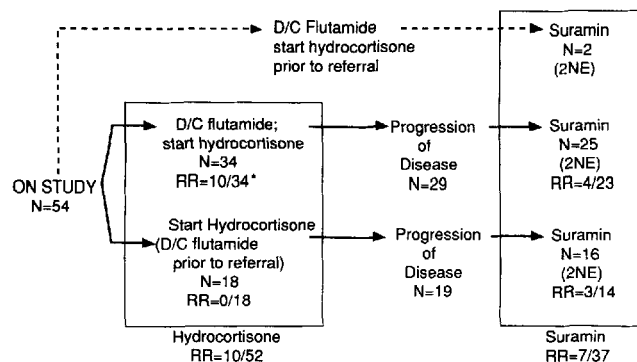 D/C Flutamide
start hydrocortisone
prior to referral
Suramin
N=2
(2NE)
ON STUDY
N=54
D/C flutamide;
start hydrocortisone
N=34
RR=10/34*
Progression
of
Disease
N=29
Suramin
N=25
(2NE)
RR=4/23
Start Hydrocortisone
(D/C flutamide
prior to referral)
N=18
RR=0/18
Progression
of
Disease
N=19
Suramin
N=16
(2NE)
RR=3/14
Hydrocortisone
RR=10/52
Suramin
RR=7/37